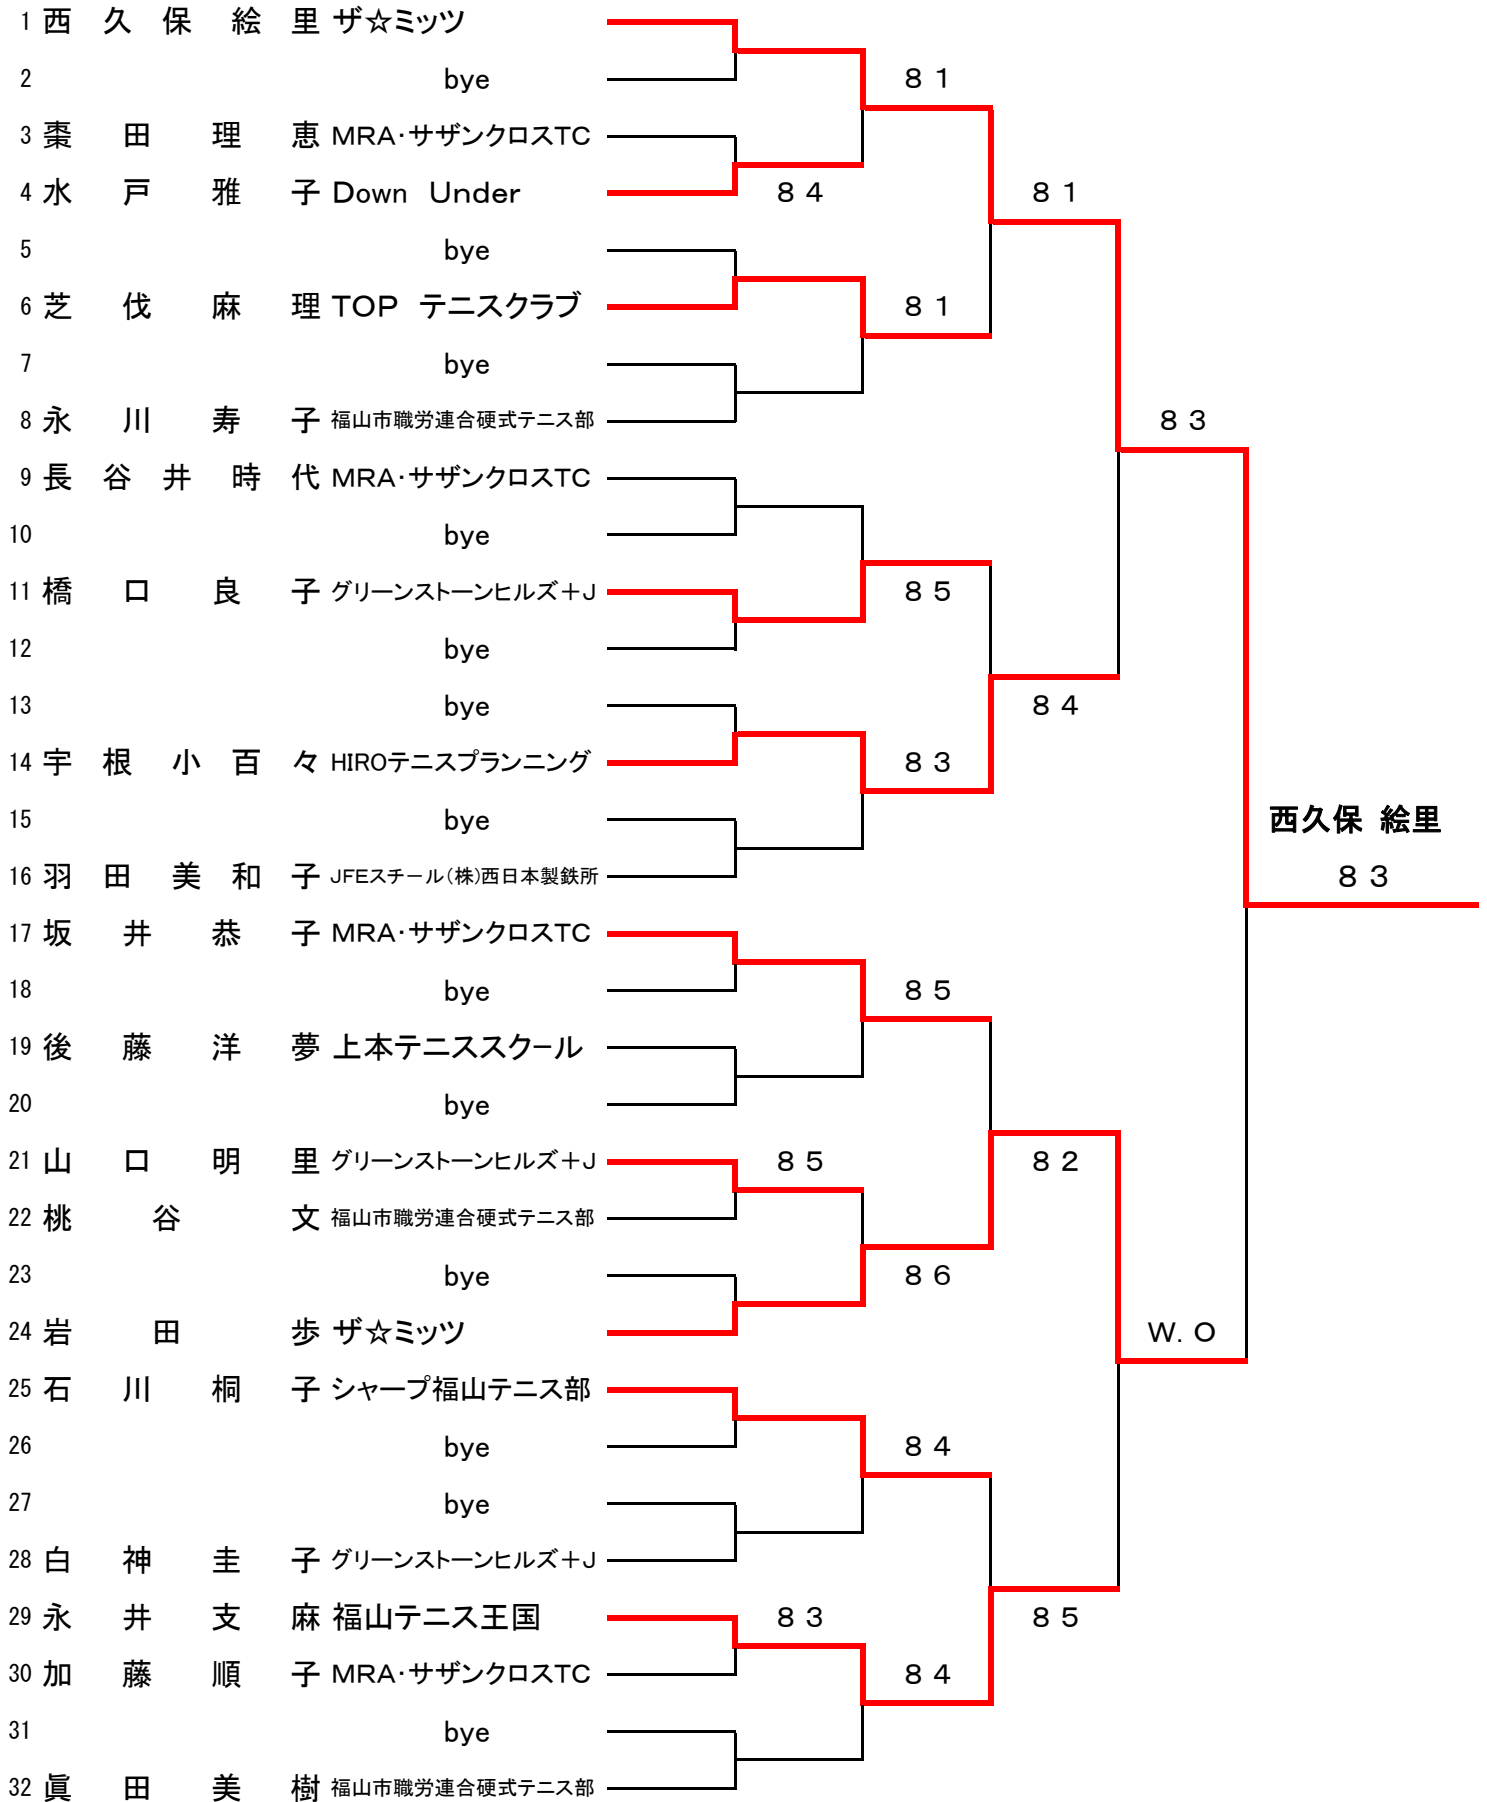 1 西久保絵里 ザ☆ミッツ
2 bye
81
3 棗田理恵 MRA・サザンクロスTC
4 水戸雅子 Down Under
84
81
5 bye
6 芝伐麻理 TOP テニスクラブ
81
7 bye
8 永川寿子 福山市職労連合硬式テニス部
83
9 長谷井時代 MRA・サザンクロスTC
10 bye
11 橋口良子 グリーンストーンヒルズ+J
85
12 bye
13 bye
84
14 宇根小百々 HIROテニスプランニング
83
15 bye
西久保 絵里
16 羽田美和子 JFEスチール(株)西日本製鉄所
83
17 坂井恭子 MRA・サザンクロスTC
18 bye
85
19 後藤洋夢 上本テニススクール
20 bye
21 山口明里 グリーンストーンヒルズ+J
85
82
22 桃谷文 福山市職労連合硬式テニス部
23 bye
86
24 岩田歩 ザ☆ミッツ
W.O
25 石川桐子 シャープ福山テニス部
26 bye
84
27 bye
28 白神圭子 グリーンストーンヒルズ+J
29 永井支麻 福山テニス王国
83
85
30 加藤順子 MRA・サザンクロスTC
84
31 bye
32 眞田美樹 福山市職労連合硬式テニス部